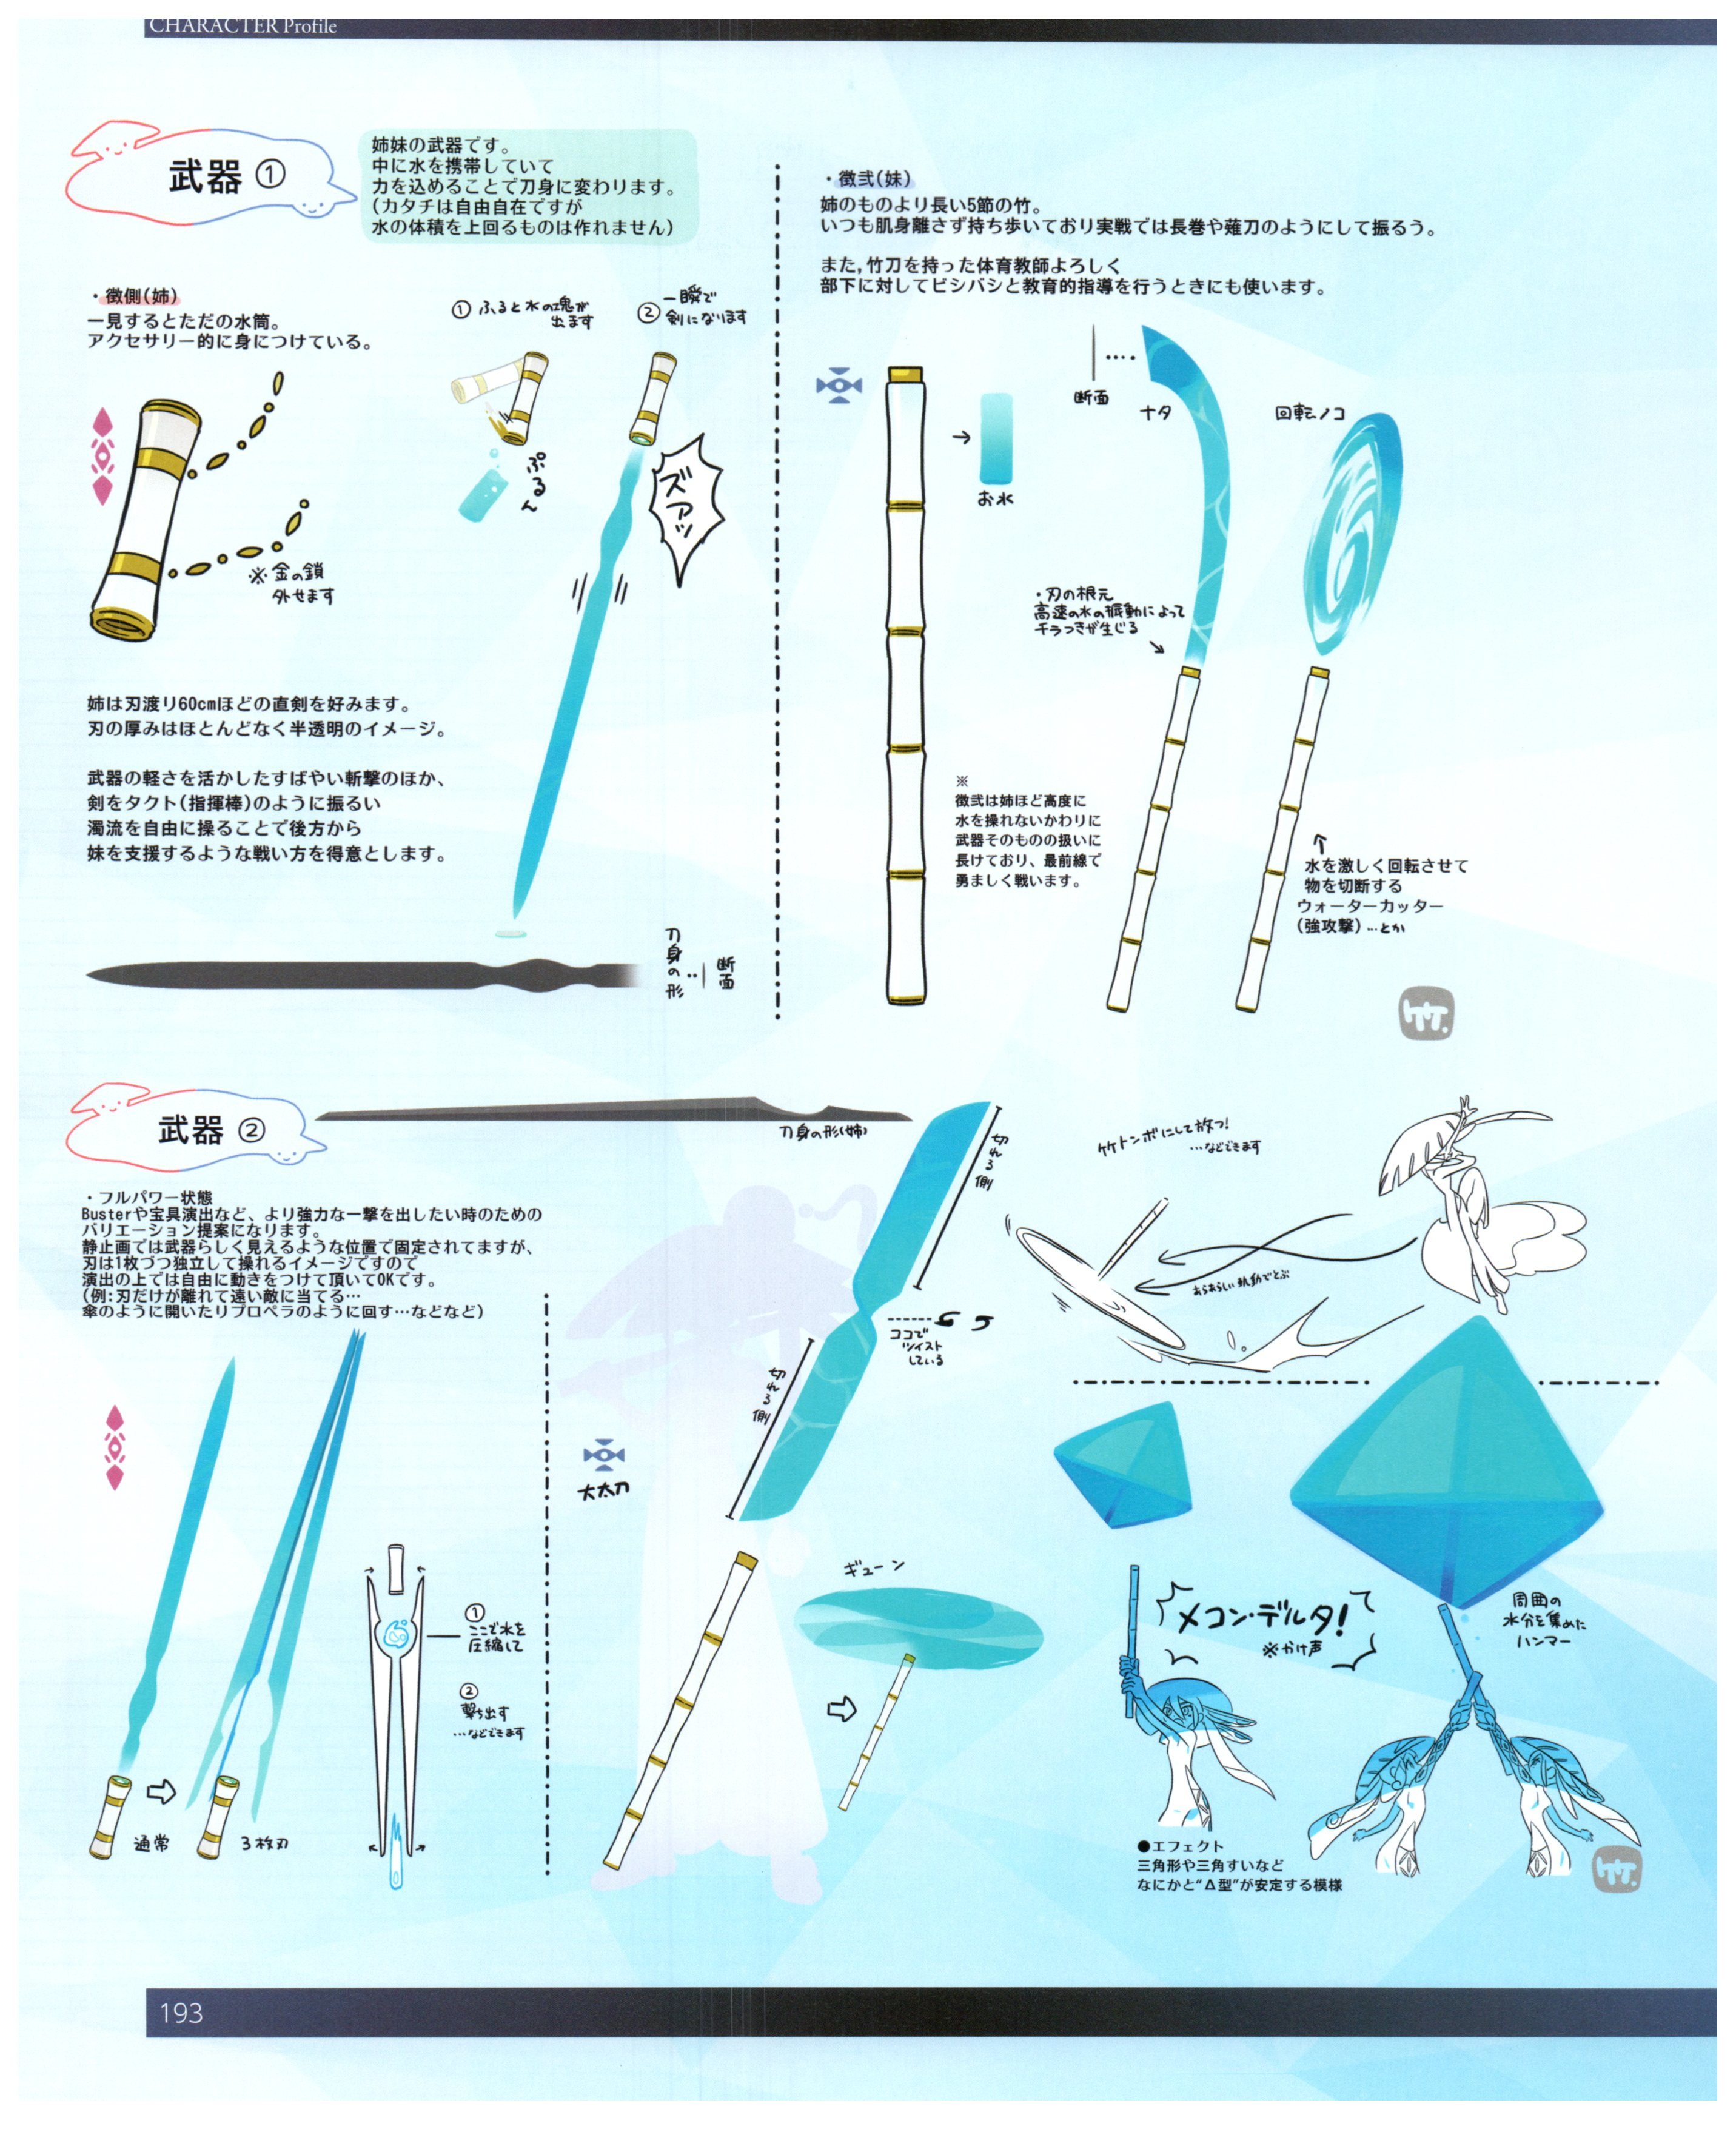 CHARACTER Profile
武器 ①
姉妹の武器です。
中に水を携帯していて
力を込めることで刀身に変わります。
(カタチは自由自在ですが
水の体積を上回るものは作れません)
・徴側(姉)
一見するとただの水筒。
アクセサリー的に身につけている。
① ふると水の塊が
出ます
② 一瞬で
剣になります
ぷるん
ズアッ
※ 金の鎖
外せます
姉は刃渡り60cmほどの直剣を好みます。
刃の厚みはほとんどなく半透明のイメージ。
武器の軽さを活かしたすばやい斬撃のほか、
剣をタクト(指揮棒)のように振るい
濁流を自由に操ることで後方から
妹を支援するような戦い方を得意とします。
刀身の形
断面
・徴弐(妹)
姉のものより長い5節の竹。
いつも肌身離さず持ち歩いており実戦では長巻や薙刀のようにして振るう。
また,竹刀を持った体育教師よろしく
部下に対してビシバシと教育的指導を行うときにも使います。
→
お水
断面
ナタ
回転ノコ
・刃の根元
高速の水の振動によって
チラつきが生じる
※
徴弐は姉ほど高度に
水を操れないかわりに
武器そのものの扱いに
長けており、最前線で
勇ましく戦います。
水を激しく回転させて
物を切断する
ウォーターカッター
(強攻撃) …とか
竹.
武器 ②
刀身の形(姉)
・フルパワー状態
Busterや宝具演出など、より強力な一撃を出したい時のための
バリエーション提案になります。
静止画では武器らしく見えるような位置で固定されてますが、
刃は1枚づつ独立して操れるイメージですので
演出の上では自由に動きをつけて頂いてOKです。
(例:刃だけが離れて遠い敵に当てる…
傘のように開いたリプロペラのように回す…などなど)
通常
3枚刃
①
ここで水を
圧縮して
②
撃ち出す
…などできます
大太刀
切れる側
ココで
ツイスト
している
切れる側
ギューン
竹トンボにして放つ!
…などできます
あらあらしい軌動でとぶ
メコン・デルタ!
※かけ声
周囲の
水分を集めた
ハンマー
●エフェクト
三角形や三角すいなど
なにかと“Δ型”が安定する模様
竹.
193